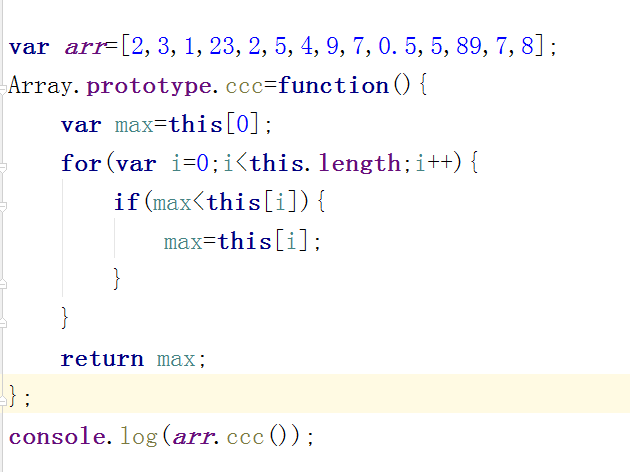 var arr=[2,3,1,23,2,5,4,9,7,0.5,5,89,7,8];
Array.prototype.ccc=function(){
    var max=this[0];
    for(var i=0;i<this.length;i++){
        if(max<this[i]){
            max=this[i];
        }
    }
    return max;
};
console.log(arr.ccc());